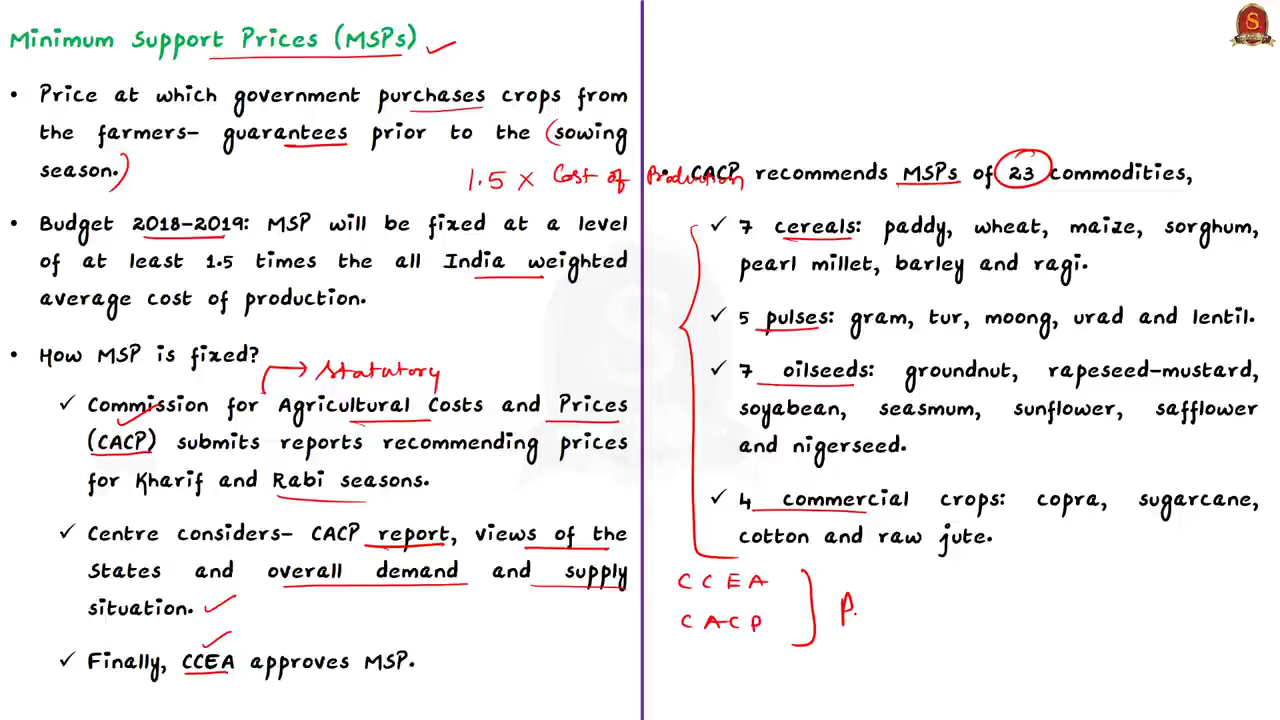 Minimum Support Prices (MSPs)
• Price at which government purchases crops from
the farmers- guarantees prior to the (sowing
season.)
1.5 × Cost of Production
• Budget 2018-2019: MSP will be fixed at a level
of at least 1.5 times the all India weighted
average cost of production.
• How MSP is fixed?
→ Statutory
✓ Commission for Agricultural Costs and Prices
(CACP) submits reports recommending prices
for Kharif and Rabi seasons.
✓ Centre considers- CACP report, views of the
States and overall demand and supply
situation.
✓ Finally, CCEA approves MSP.
S
• CACP recommends MSPs of 23 commodities,
✓ 7 cereals: paddy, wheat, maize, sorghum,
pearl millet, barley and ragi.
✓ 5 pulses: gram, tur, moong, urad and lentil.
✓ 7 oilseeds: groundnut, rapeseed-mustard,
soyabean, seasmum, sunflower, safflower
and nigerseed.
✓ 4 commercial crops: copra, sugarcane,
cotton and raw jute.
CCEA
CACP } P.